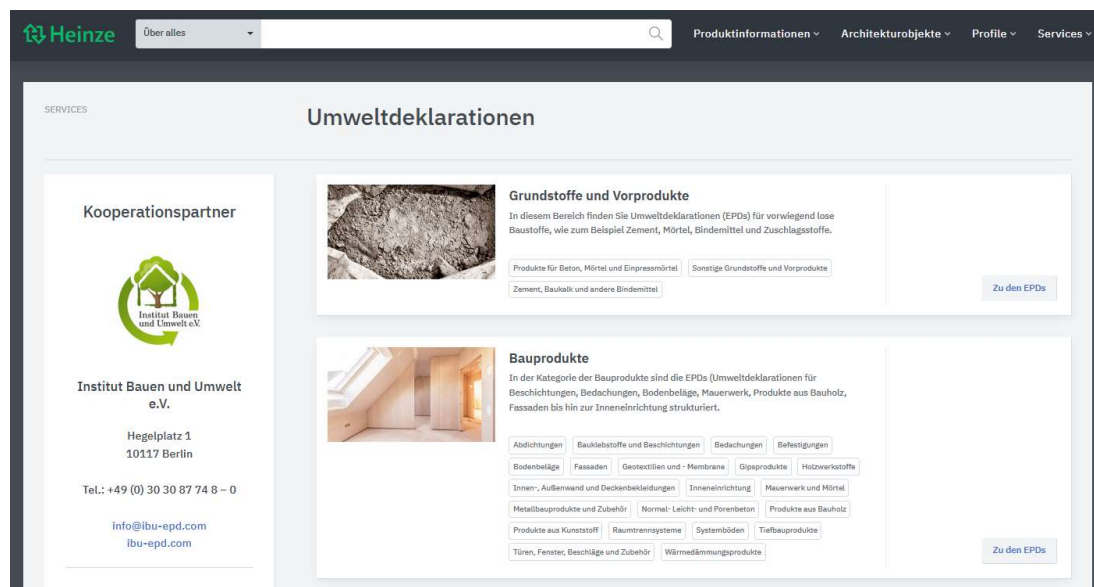 Heinze
Über alles
Produktinformationen
Architekturobjekte
Profile
Services
SERVICES
Umweltdeklarationen
Kooperationspartner
Institut Bauen
und Umwelt e.V.
Institut Bauen und Umwelt
e.V.
Hegelplatz 1
10117 Berlin
Tel.: +49 (0) 30 30 87 74 8 – 0
info@ibu-epd.com
ibu-epd.com
Grundstoffe und Vorprodukte
In diesem Bereich finden Sie Umweltdeklarationen (EPDs) für vorwiegend lose
Baustoffe, wie zum Beispiel Zement, Mörtel, Bindemittel und Zuschlagsstoffe.
Produkte für Beton, Mörtel und Einpressmörtel Sonstige Grundstoffe und Vorprodukte
Zement, Baukalk und andere Bindemittel
Zu den EPDs
Bauprodukte
In der Kategorie der Bauprodukte sind die EPDs (Umweltdeklarationen für
Beschichtungen, Bedachungen, Bodenbeläge, Mauerwerk, Produkte aus Bauholz,
Fassaden bis hin zur Inneneinrichtung strukturiert.
Abdichtungen Bauklebstoffe und Beschichtungen Bedachungen Befestigungen
Bodenbeläge Fassaden Geotextilien und - Membrane Gipsprodukte Holzwerkstoffe
Innen-, Außenwand und Deckenbekleidungen Inneneinrichtung Mauerwerk und Mörtel
Metallbauprodukte und Zubehör Normal- Leicht- und Porenbeton Produkte aus Bauholz
Produkte aus Kunststoff Raumtrennsysteme Systemböden Tiefbauprodukte
Türen, Fenster, Beschläge und Zubehör Wärmedämmungsprodukte
Zu den EPDs